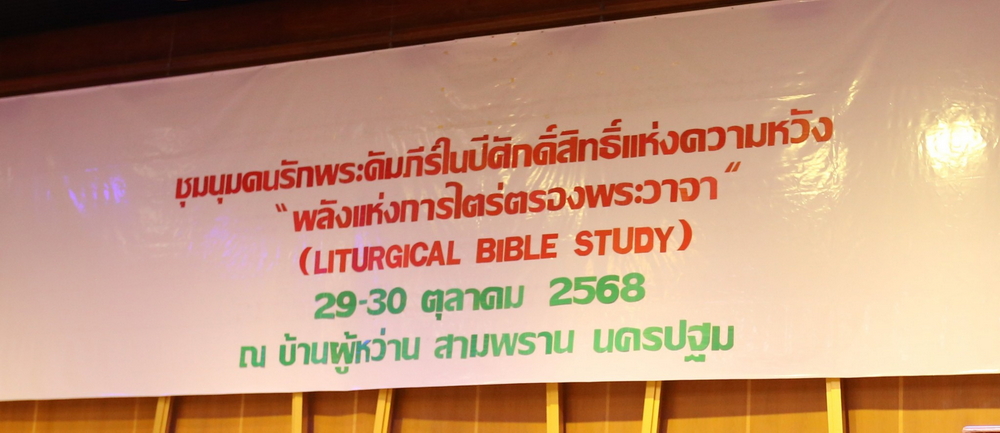 ชุมนุมคนรักพระคัมภีร์ในปีศักดิ์สิทธิ์แห่งความหวัง
“พลังแห่งการไตร่ตรองพระวาจา”
(LITURGICAL BIBLE STUDY)
29-30 ตุลาคม 2568
ณ บ้านผู้หว่าน สามพราน นครปฐม